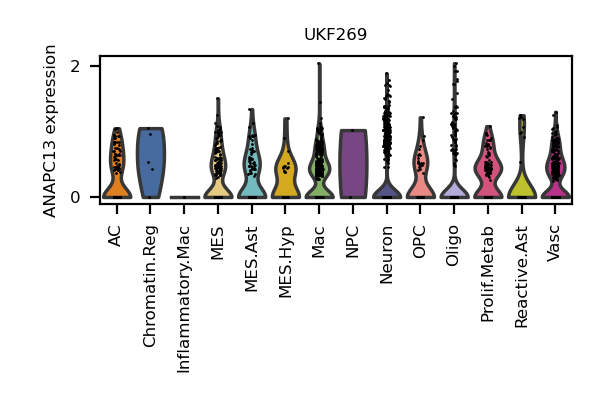 UKF269
ANAPC13 expression
2
0
AC
Chromatin.Reg
Inflammatory.Mac
MES
MES.Ast
MES.Hyp
Mac
NPC
Neuron
OPC
Oligo
Prolif.Metab
Reactive.Ast
Vasc